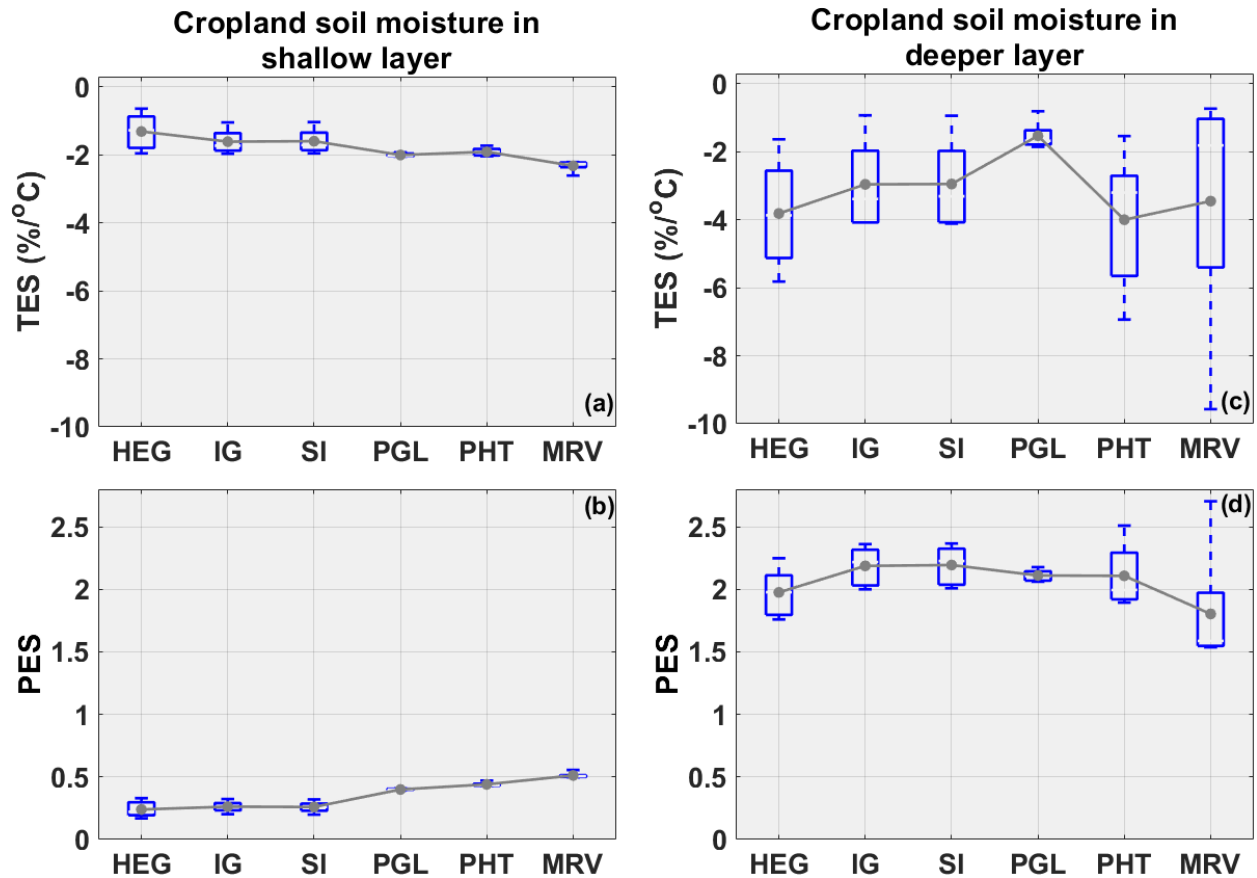 Cropland soil moisture in
shallow layer
0
-2
-4
-6
-8
-10
TES (%/°C)
(a)
HEG IG SI PGL PHT MRV
Cropland soil moisture in
deeper layer
0
-2
-4
-6
-8
-10
TES (%/°C)
(c)
HEG IG SI PGL PHT MRV
2.5
2
1.5
1
0.5
0
PES
(b)
HEG IG SI PGL PHT MRV
2.5
2
1.5
1
0.5
0
PES
(d)
HEG IG SI PGL PHT MRV